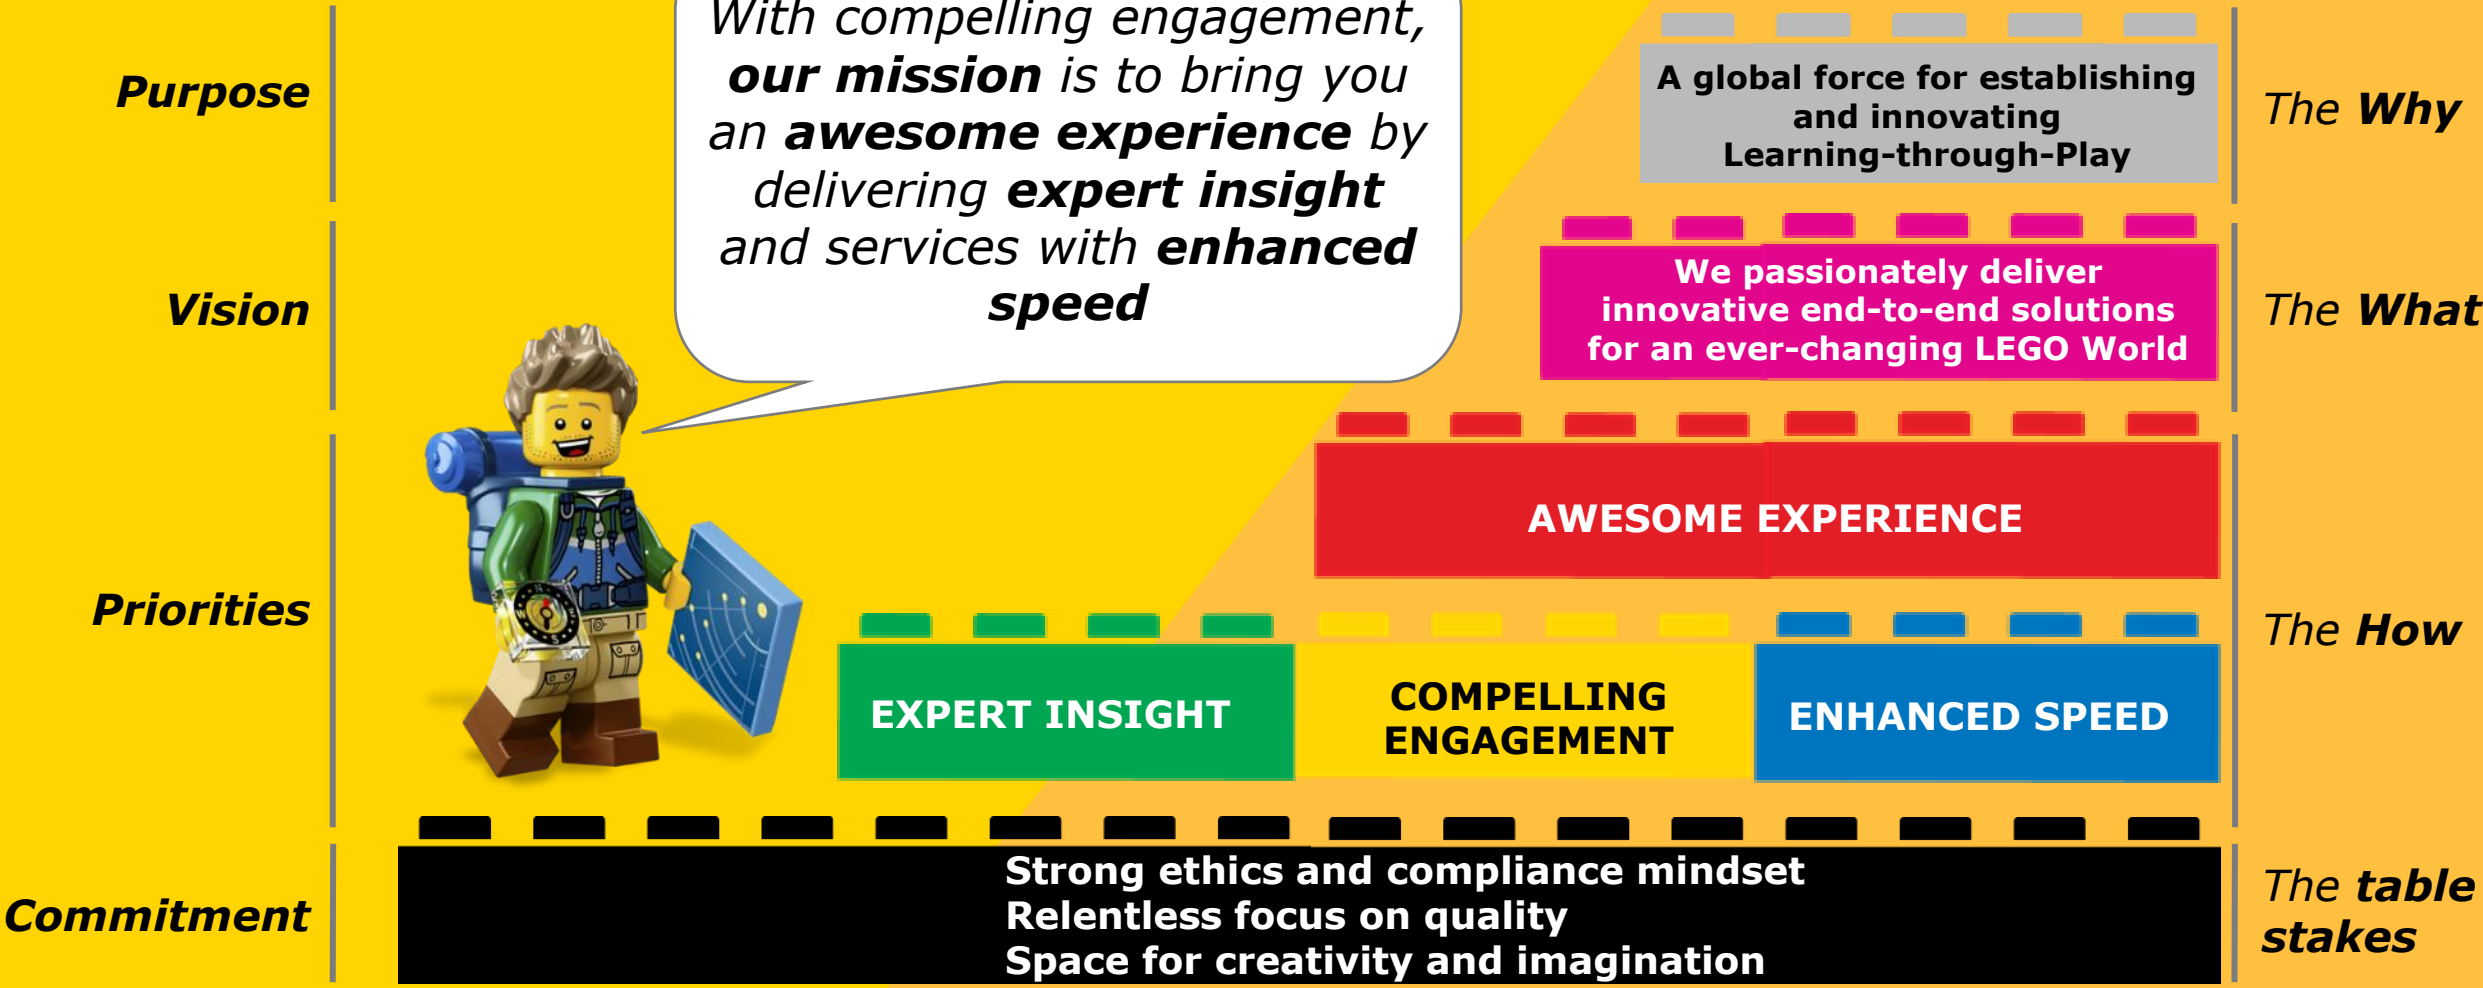 Purpose
With compelling engagement,
our mission is to bring you
an awesome experience by
delivering expert insight
and services with enhanced
speed
A global force for establishing
and innovating
Learning-through-Play
The Why
Vision
We passionately deliver
innovative end-to-end solutions
for an ever-changing LEGO World
The What
Priorities
AWESOME EXPERIENCE
EXPERT INSIGHT
COMPELLING
ENGAGEMENT
ENHANCED SPEED
The How
Commitment
Strong ethics and compliance mindset
Relentless focus on quality
Space for creativity and imagination
The table
stakes